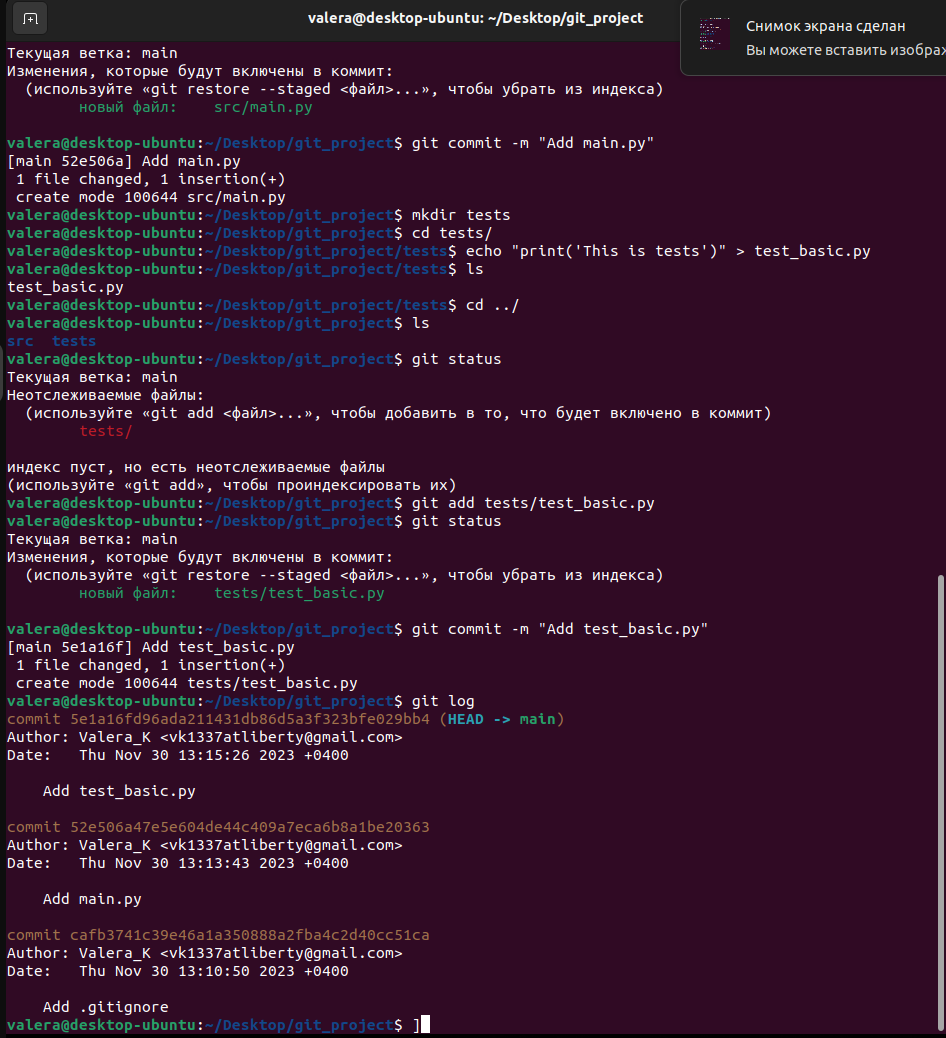 valera@desktop-ubuntu: ~/Desktop/git_project
Снимок экрана сделан
Вы можете вставить изображ
Текущая ветка: main
Изменения, которые будут включены в коммит:
  (используйте «git restore --staged <файл>...», чтобы убрать из индекса)
        новый файл:    src/main.py
valera@desktop-ubuntu:~/Desktop/git_project$ git commit -m "Add main.py"
[main 52e506a] Add main.py
 1 file changed, 1 insertion(+)
 create mode 100644 src/main.py
valera@desktop-ubuntu:~/Desktop/git_project$ mkdir tests
valera@desktop-ubuntu:~/Desktop/git_project$ cd tests/
valera@desktop-ubuntu:~/Desktop/git_project/tests$ echo "print('This is tests')" > test_basic.py
valera@desktop-ubuntu:~/Desktop/git_project/tests$ ls
test_basic.py
valera@desktop-ubuntu:~/Desktop/git_project/tests$ cd ../
valera@desktop-ubuntu:~/Desktop/git_project$ ls
src  tests
valera@desktop-ubuntu:~/Desktop/git_project$ git status
Текущая ветка: main
Неотслеживаемые файлы:
  (используйте «git add <файл>...», чтобы добавить в то, что будет включено в коммит)
        tests/
индекс пуст, но есть неотслеживаемые файлы
(используйте «git add», чтобы проиндексировать их)
valera@desktop-ubuntu:~/Desktop/git_project$ git add tests/test_basic.py
valera@desktop-ubuntu:~/Desktop/git_project$ git status
Текущая ветка: main
Изменения, которые будут включены в коммит:
  (используйте «git restore --staged <файл>...», чтобы убрать из индекса)
        новый файл:    tests/test_basic.py
valera@desktop-ubuntu:~/Desktop/git_project$ git commit -m "Add test_basic.py"
[main 5e1a16f] Add test_basic.py
 1 file changed, 1 insertion(+)
 create mode 100644 tests/test_basic.py
valera@desktop-ubuntu:~/Desktop/git_project$ git log
commit 5e1a16fd96ada211431db86d5a3f323bfe029bb4 (HEAD -> main)
Author: Valera_K <vk1337atliberty@gmail.com>
Date:   Thu Nov 30 13:15:26 2023 +0400
    Add test_basic.py
commit 52e506a47e5e604de44c409a7eca6b8a1be20363
Author: Valera_K <vk1337atliberty@gmail.com>
Date:   Thu Nov 30 13:13:43 2023 +0400
    Add main.py
commit cafb3741c39e46a1a350888a2fba4c2d40cc51ca
Author: Valera_K <vk1337atliberty@gmail.com>
Date:   Thu Nov 30 13:10:50 2023 +0400
    Add .gitignore
valera@desktop-ubuntu:~/Desktop/git_project$ ]